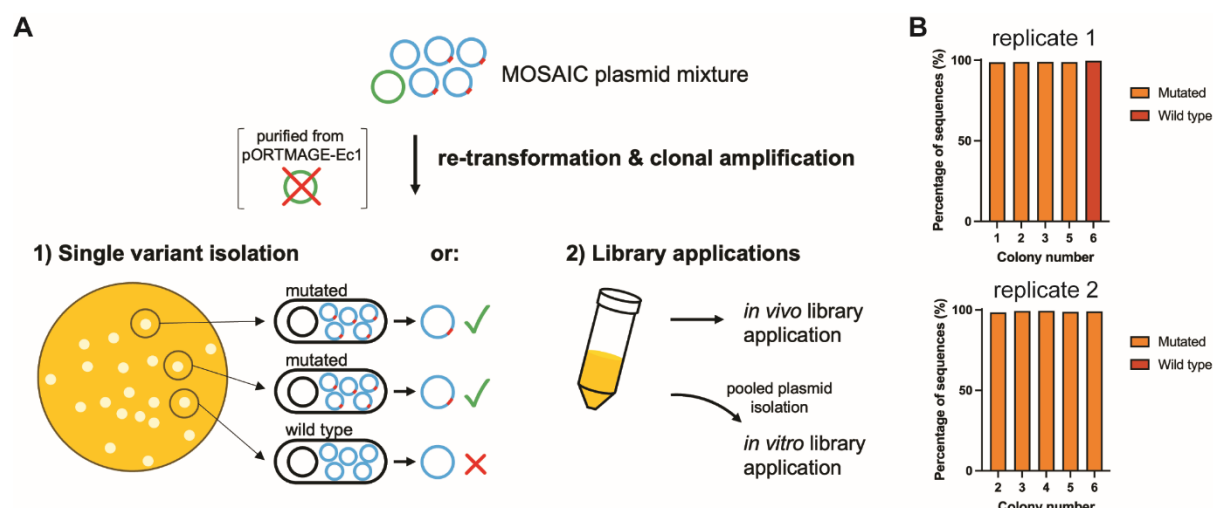 A
MOSAIC plasmid mixture
purified from
pORTMAGE-Ec1
re-transformation & clonal amplification
1) Single variant isolation
or:
2) Library applications
mutated
mutated
wild type
in vivo library
application
pooled plasmid
isolation
in vitro library
application
B
replicate 1
Percentage of sequences (%)
100
50
0
1 2 3 5 6
Colony number
Mutated
Wild type
replicate 2
Percentage of sequences (%)
100
50
0
2 3 4 5 6
Colony number
Mutated
Wild type